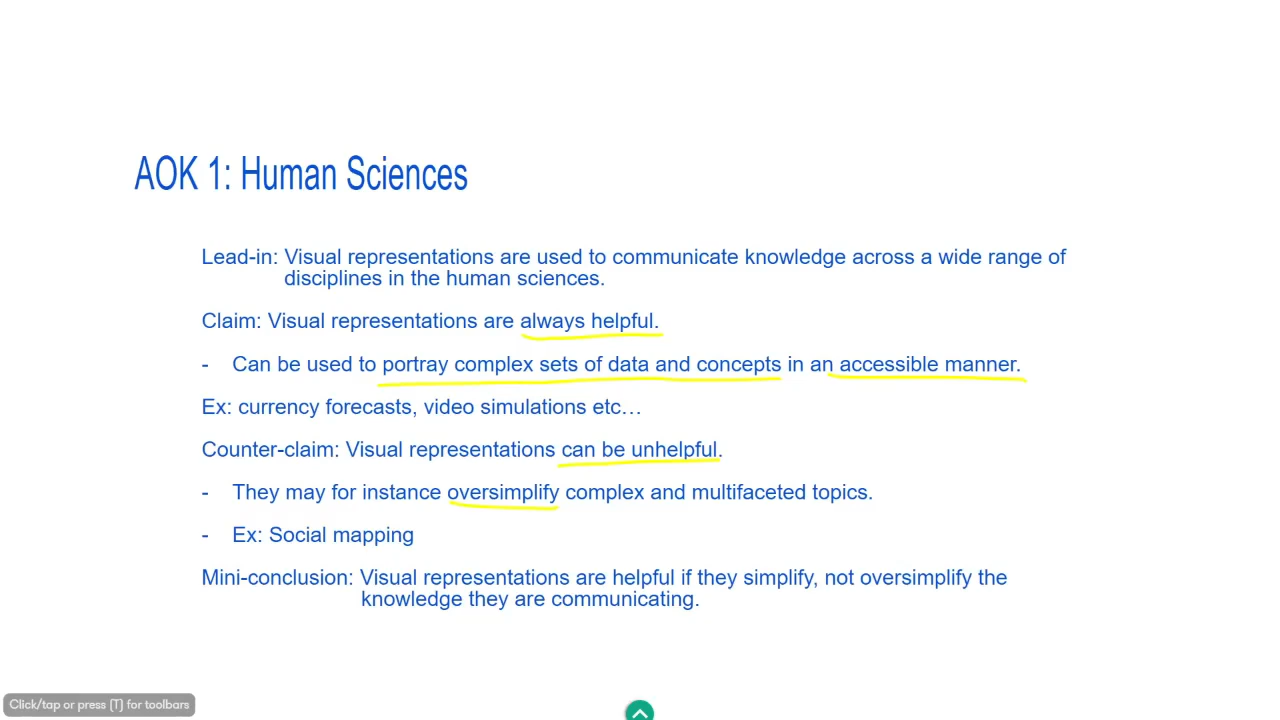 AOK 1: Human Sciences
Lead-in: Visual representations are used to communicate knowledge across a wide range of
disciplines in the human sciences.
Claim: Visual representations are always helpful.
- Can be used to portray complex sets of data and concepts in an accessible manner.
Ex: currency forecasts, video simulations etc…
Counter-claim: Visual representations can be unhelpful.
- They may for instance oversimplify complex and multifaceted topics.
- Ex: Social mapping
Mini-conclusion: Visual representations are helpful if they simplify, not oversimplify the
knowledge they are communicating.
Click/tap or press (T) for toolbars